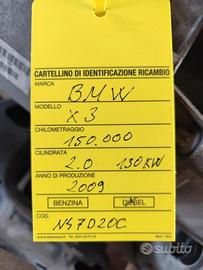 CARTELLINO DI IDENTIFICAZIONE RICAMBIO
MARCA
BMW
MODELLO
X3
CHILOMETRAGGIO
150.000
CILINDRATA
2.0 130KW
ANNO DI PRODUZIONE
2009
BENZINA DIESEL
COD. N47D20C
subito